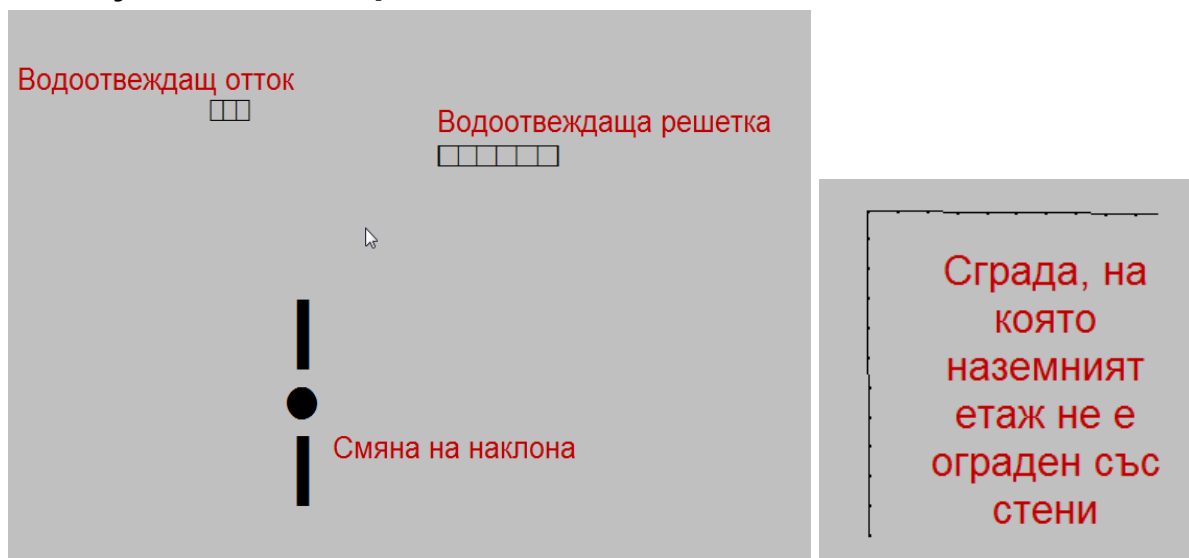 Водоотвеждащ отток
Водоотвеждаща решетка
Смяна на наклона
Сграда, на
която
наземният
етаж не е
ограден със
стени